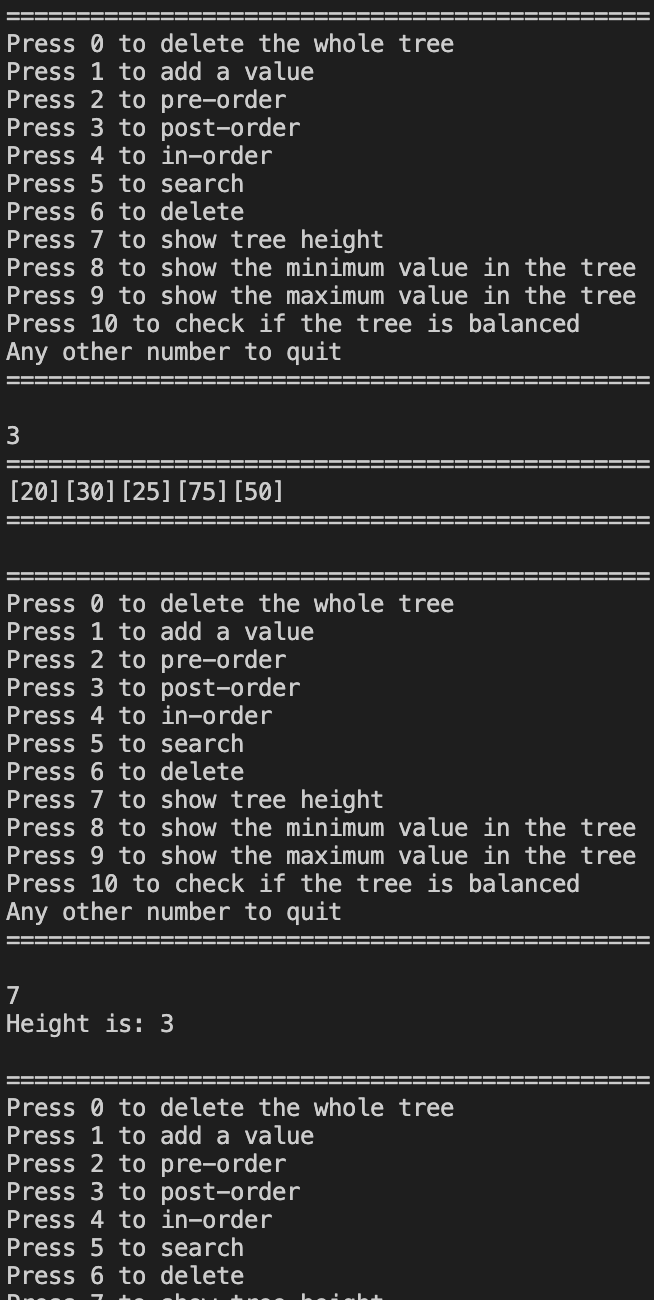 ==============================================
Press 0 to delete the whole tree
Press 1 to add a value
Press 2 to pre-order
Press 3 to post-order
Press 4 to in-order
Press 5 to search
Press 6 to delete
Press 7 to show tree height
Press 8 to show the minimum value in the tree
Press 9 to show the maximum value in the tree
Press 10 to check if the tree is balanced
Any other number to quit
==============================================
3
==============================================
[20][30][25][75][50]
==============================================
==============================================
Press 0 to delete the whole tree
Press 1 to add a value
Press 2 to pre-order
Press 3 to post-order
Press 4 to in-order
Press 5 to search
Press 6 to delete
Press 7 to show tree height
Press 8 to show the minimum value in the tree
Press 9 to show the maximum value in the tree
Press 10 to check if the tree is balanced
Any other number to quit
==============================================
7
Height is: 3
==============================================
Press 0 to delete the whole tree
Press 1 to add a value
Press 2 to pre-order
Press 3 to post-order
Press 4 to in-order
Press 5 to search
Press 6 to delete
Press 7 to show tree height